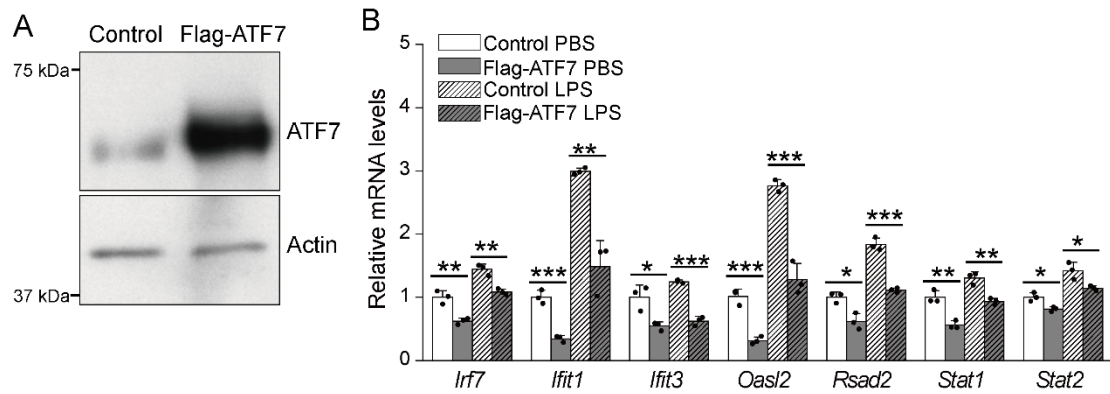 A
Control Flag-ATF7
75 kDa
ATF7
Actin
37 kDa
B
Control PBS
Flag-ATF7 PBS
Control LPS
Flag-ATF7 LPS
Relative mRNA levels
5
4
3
2
1
0
** ** *** ** * *** *** *** * *** ** ** * *
Irf7 Ifit1 Ifit3 Oasl2 Rsad2 Stat1 Stat2